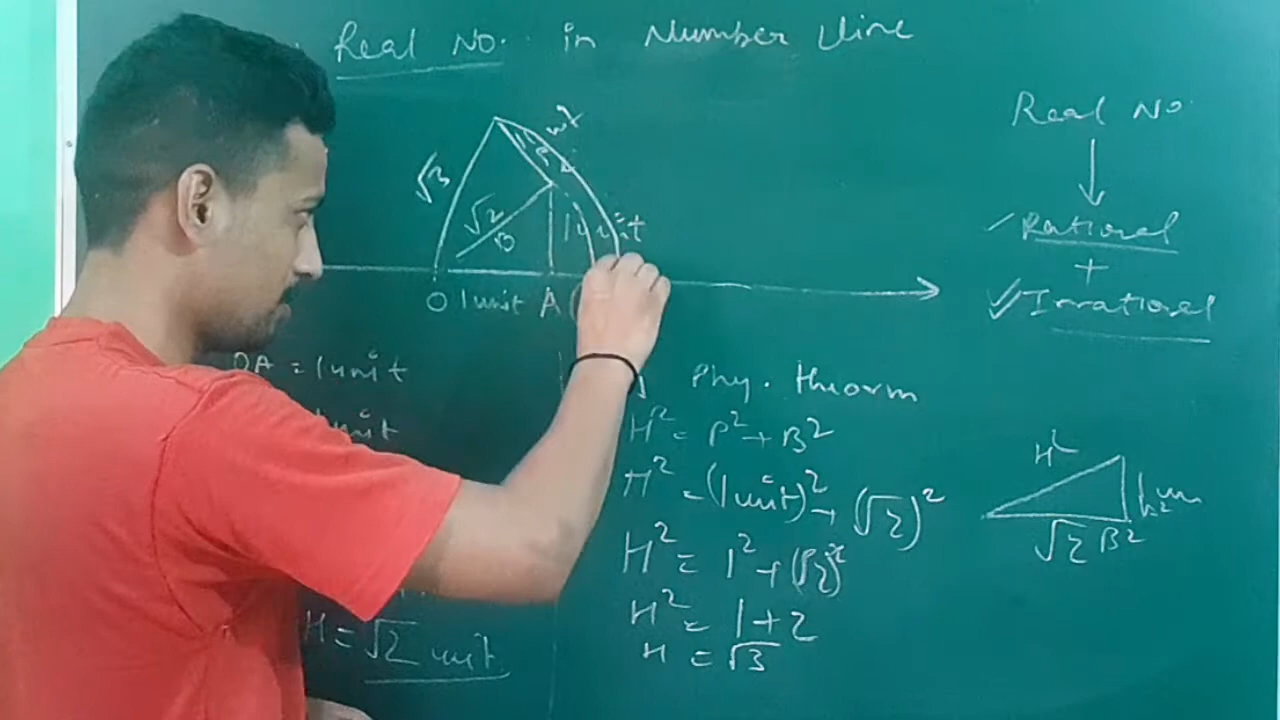 Real No. in Number Line
Real No.
√3
√2
1 unit
Rational
+
Irrational
O 1 unit A
OA = 1 unit
unit
H = √2 unit
Phy. theorm
H² = P² + B²
H² = (1 unit)² + (√2)²
H² = 1² + (√2)²
H² = 1 + 2
H = √3
H²
√2 B²